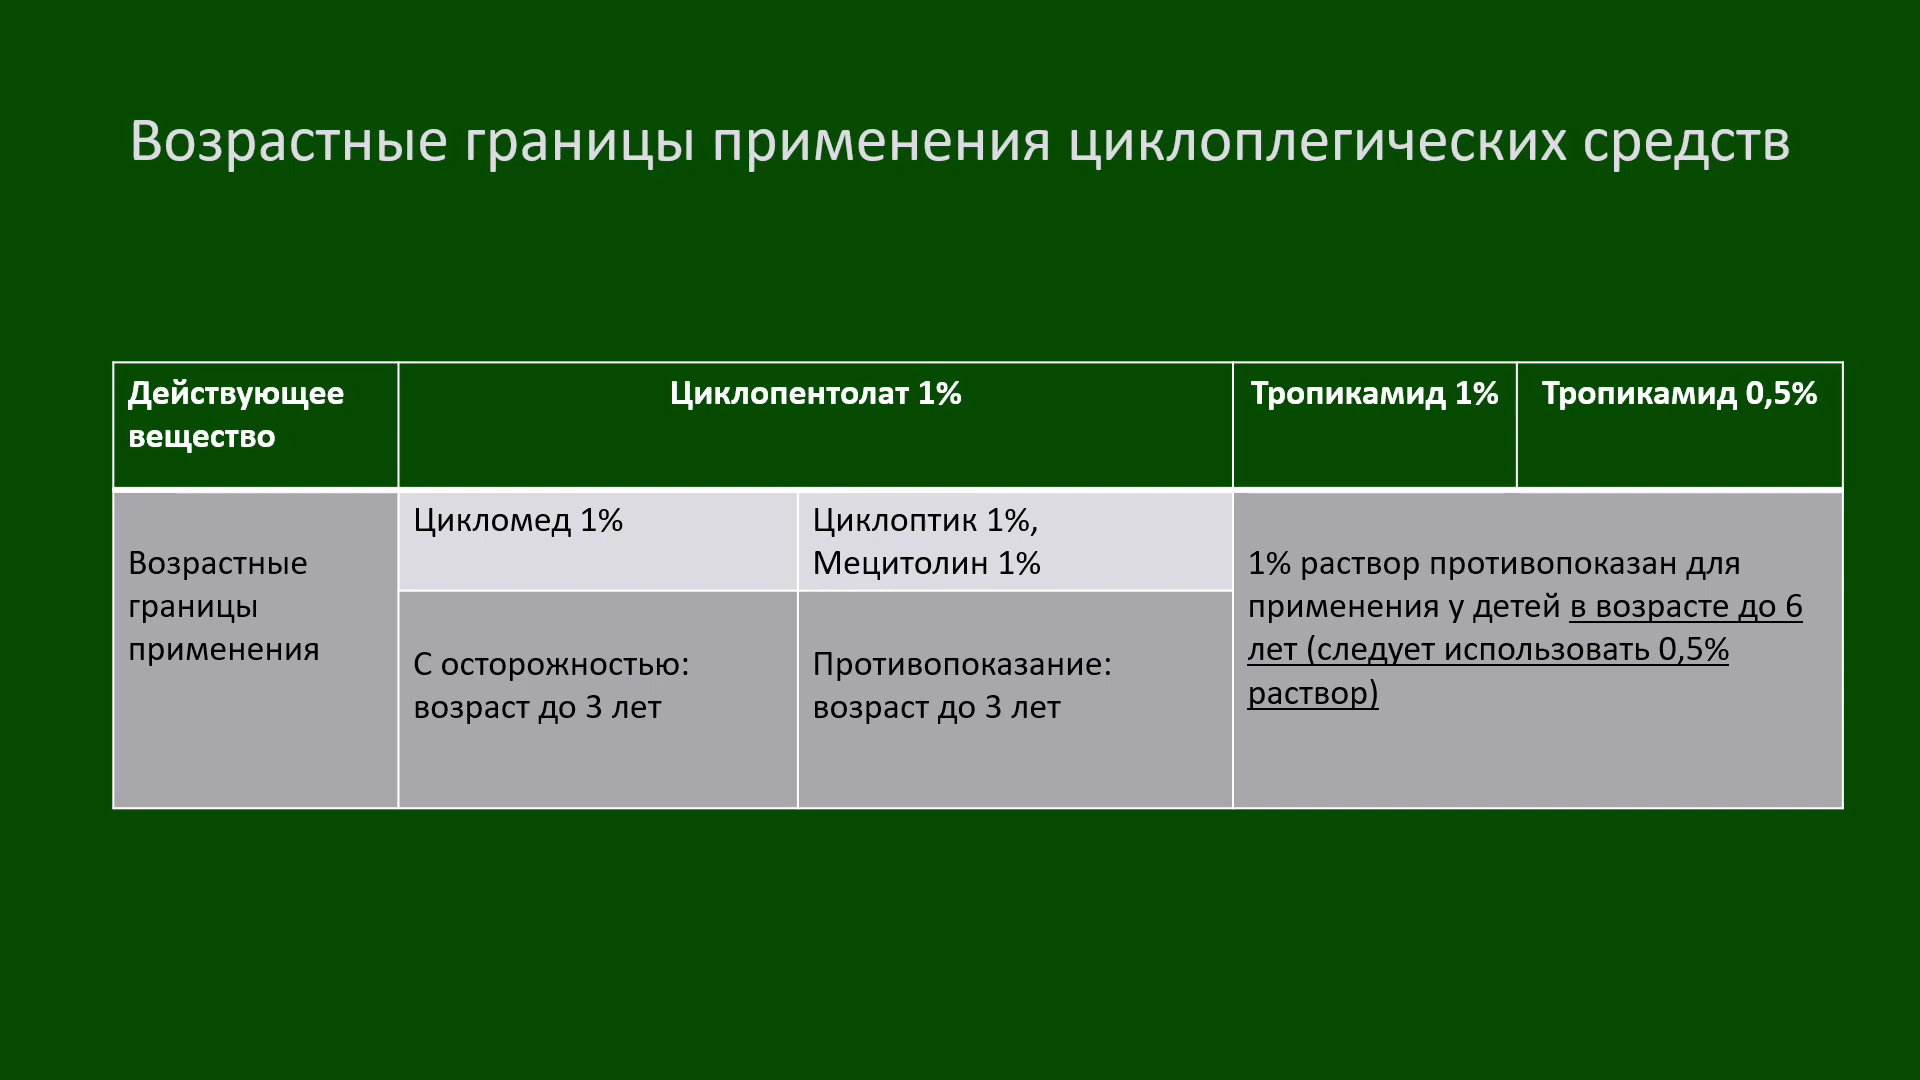 Возрастные границы применения циклоплегических средств
Действующее
вещество
Циклопентолат 1%
Тропикамид 1%
Тропикамид 0,5%
Возрастные
границы
применения
Цикломед 1%
Циклоптик 1%,
Мецитолин 1%
С осторожностью:
возраст до 3 лет
Противопоказание:
возраст до 3 лет
1% раствор противопоказан для
применения у детей в возрасте до 6
лет (следует использовать 0,5%
раствор)